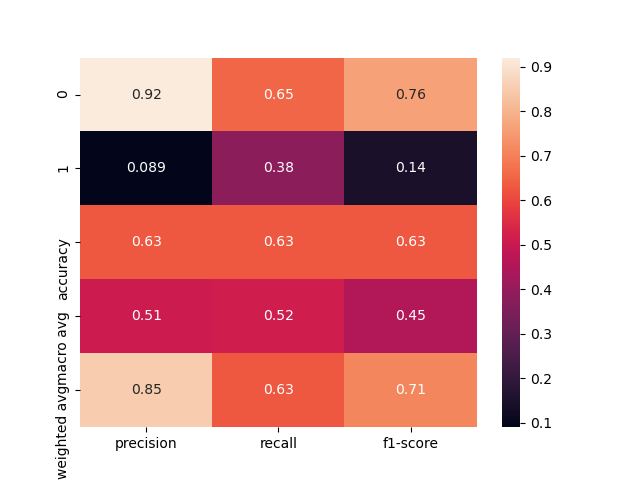 0 0.92 0.65 0.76
1 0.089 0.38 0.14
accuracy 0.63 0.63 0.63
macro avg 0.51 0.52 0.45
weighted avg 0.85 0.63 0.71
precision recall f1-score
0.9
0.8
0.7
0.6
0.5
0.4
0.3
0.2
0.1